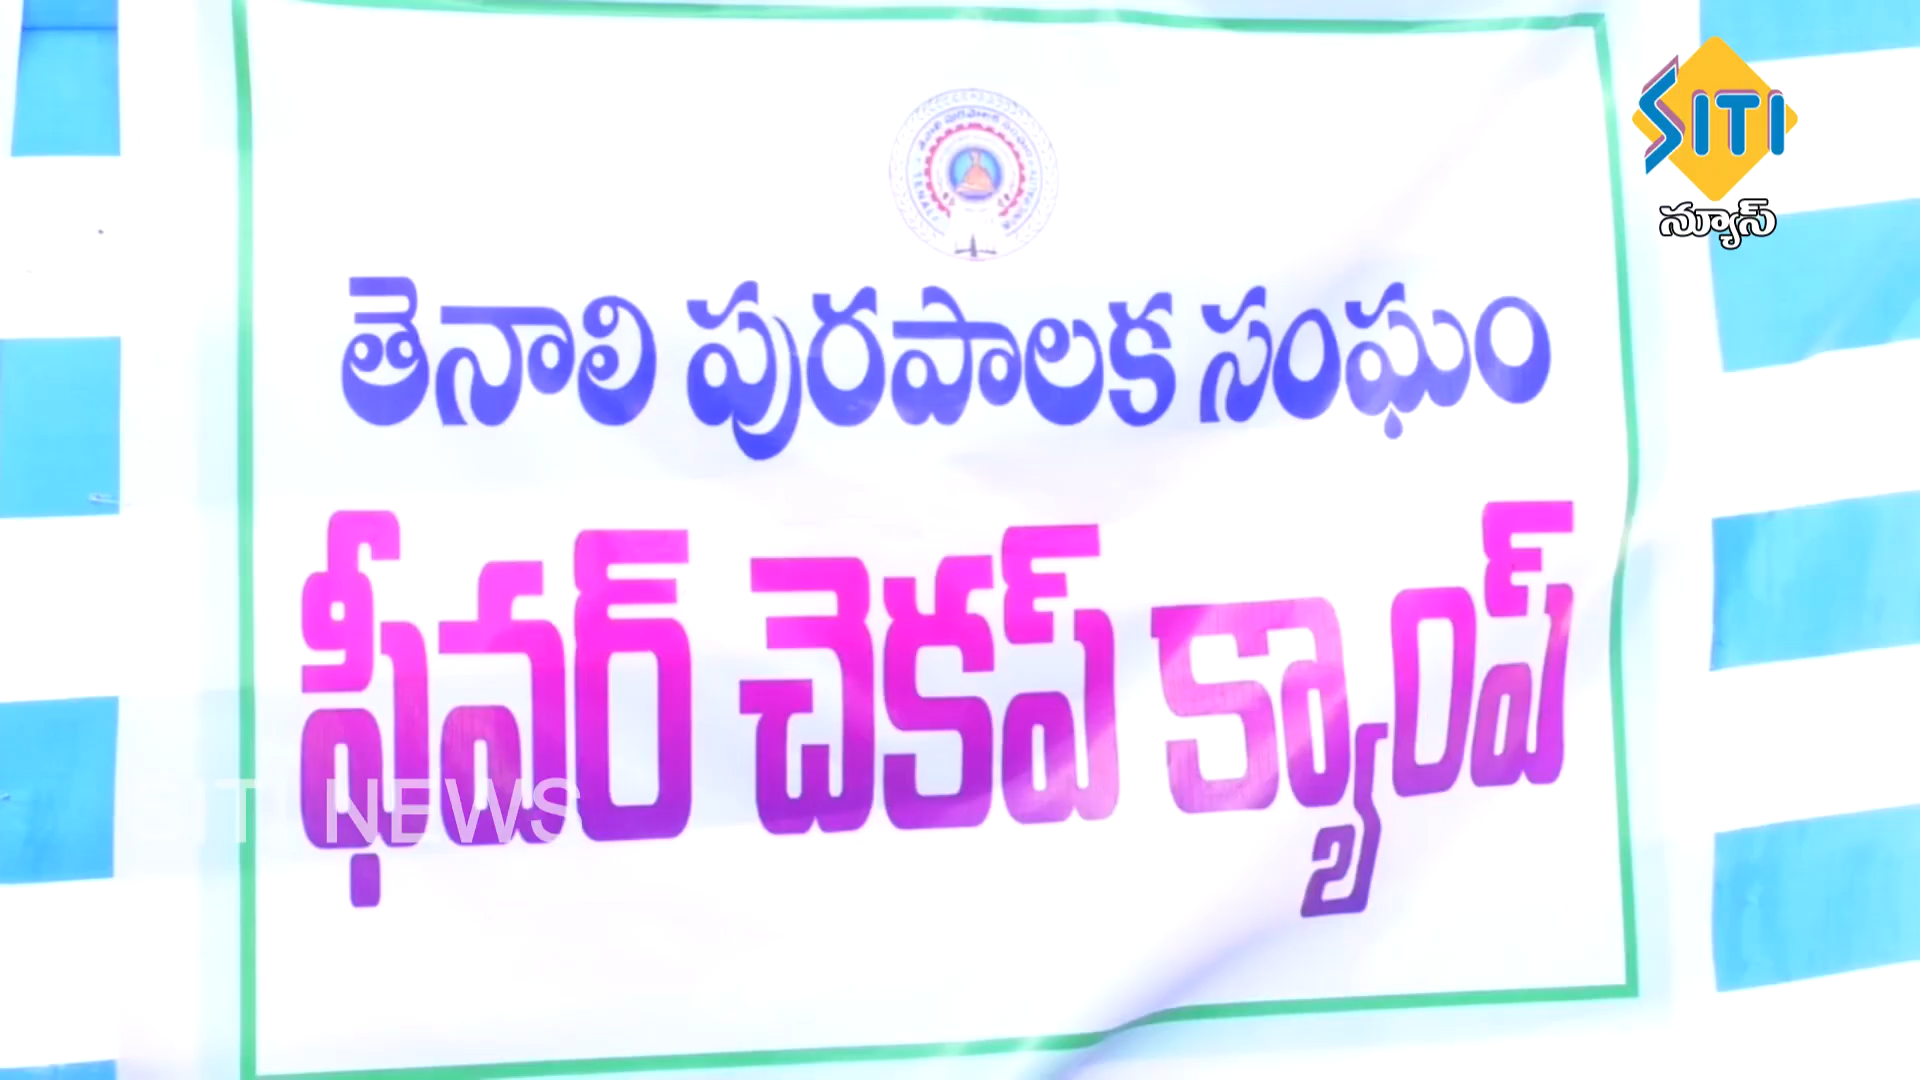 SITI
న్యూస్
తెనాలి పురపాలక సంఘం
ఫీవర్ చెకప్ క్యాంప్
NEWS